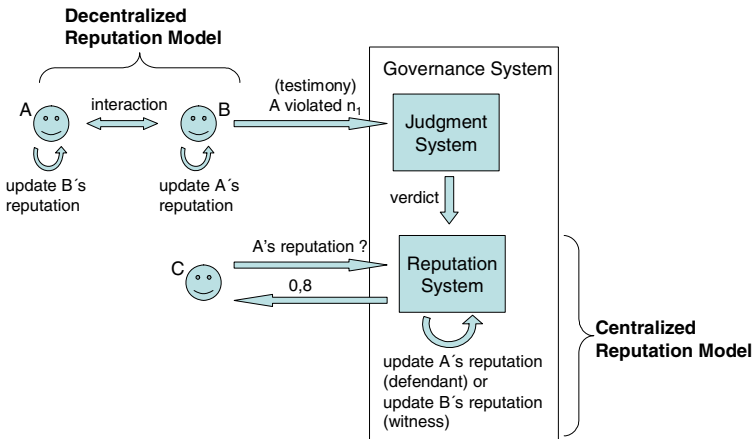 Decentralized
Reputation Model
Governance System
A
interaction
B
(testimony)
A violated n1
Judgment
System
update B´s
reputation
update A´s
reputation
verdict
C
A's reputation ?
0,8
Reputation
System
Centralized
Reputation Model
update A´s reputation
(defendant) or
update B´s reputation
(witness)